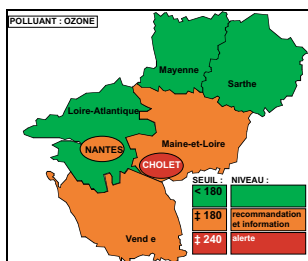 POLLUANT : OZONE
Mayenne
Sarthe
Loire-Atlantique
NANTES
Maine-et-Loire
CHOLET
Vend e
SEUIL : NIVEAU :
< 180
‡ 180 recommandation
et information
‡ 240 alerte